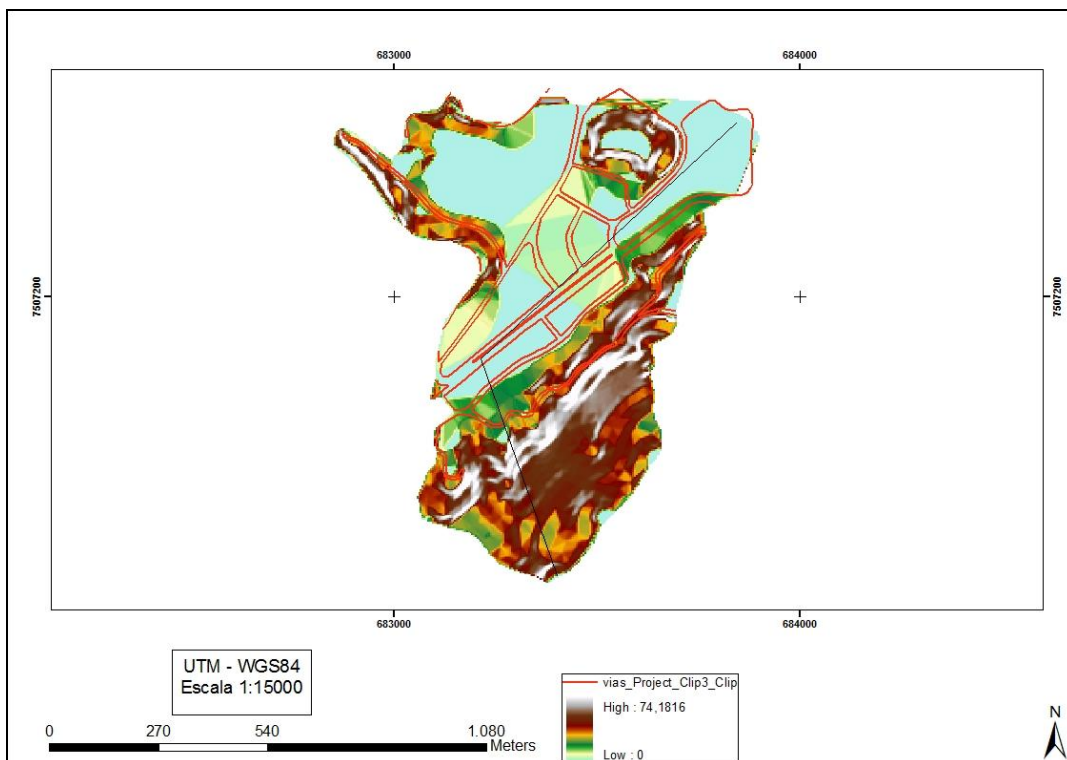 683000 684000
7507200 7507200
683000 684000
UTM - WGS84
Escala 1:15000
0 270 540 1.080
Meters
vias_Project_Clip3_Clip
High : 74,1816
Low : 0
N